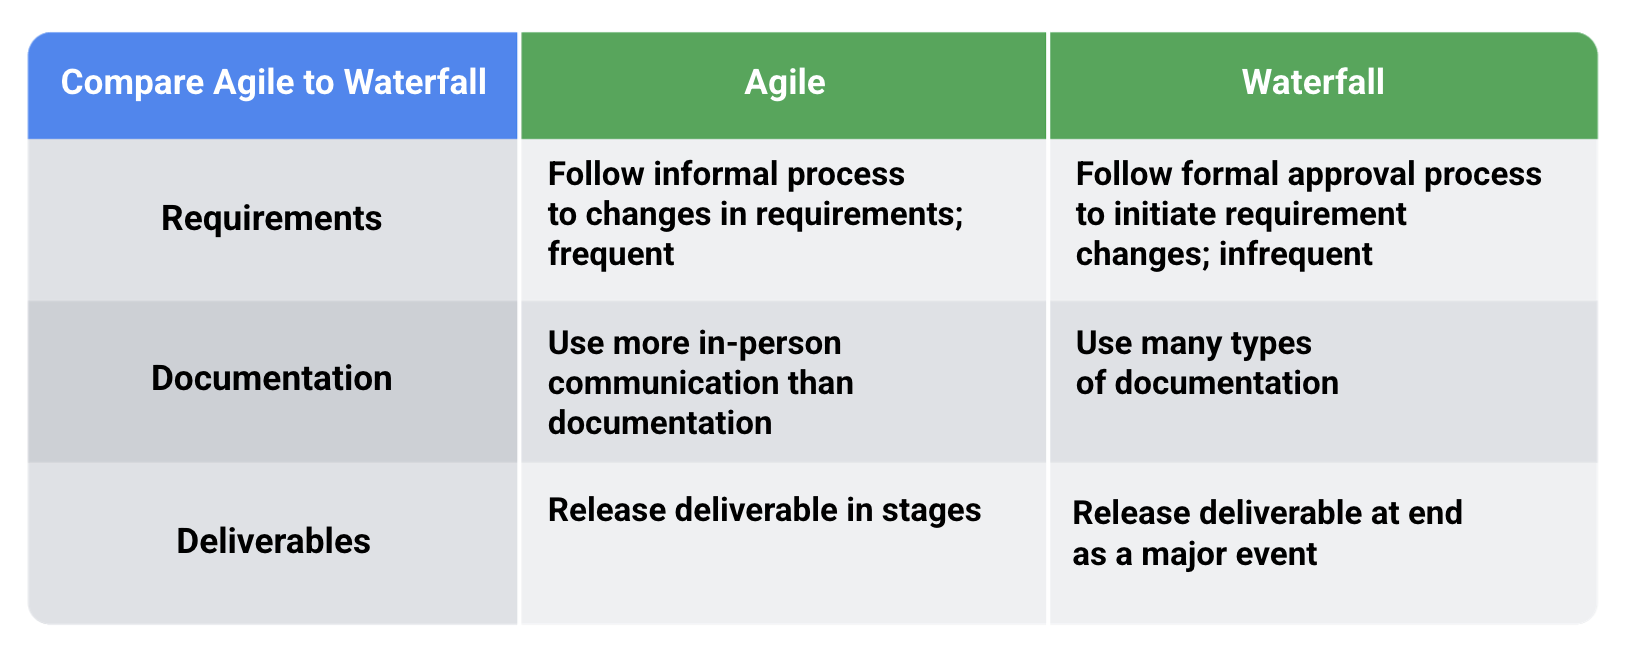 Compare Agile to Waterfall
Agile
Waterfall
Requirements
Follow informal process
to changes in requirements;
frequent
Follow formal approval process
to initiate requirement
changes; infrequent
Documentation
Use more in-person
communication than
documentation
Use many types
of documentation
Deliverables
Release deliverable in stages
Release deliverable at end
as a major event